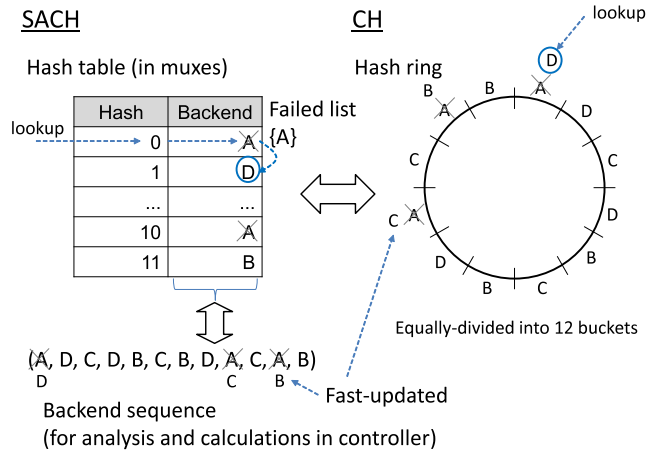 SACH
CH
lookup
Hash table (in muxes)
Hash ring
D
Hash Backend
Failed list
{A}
lookup
0 A
1 D
... ...
10 A
11 B
B
A
B
A
D
C
D
B
C
B
D
C
A
C
Equally-divided into 12 buckets
(A, D, C, D, B, C, B, D, A, C, A, B)
D C B
Fast-updated
Backend sequence
(for analysis and calculations in controller)